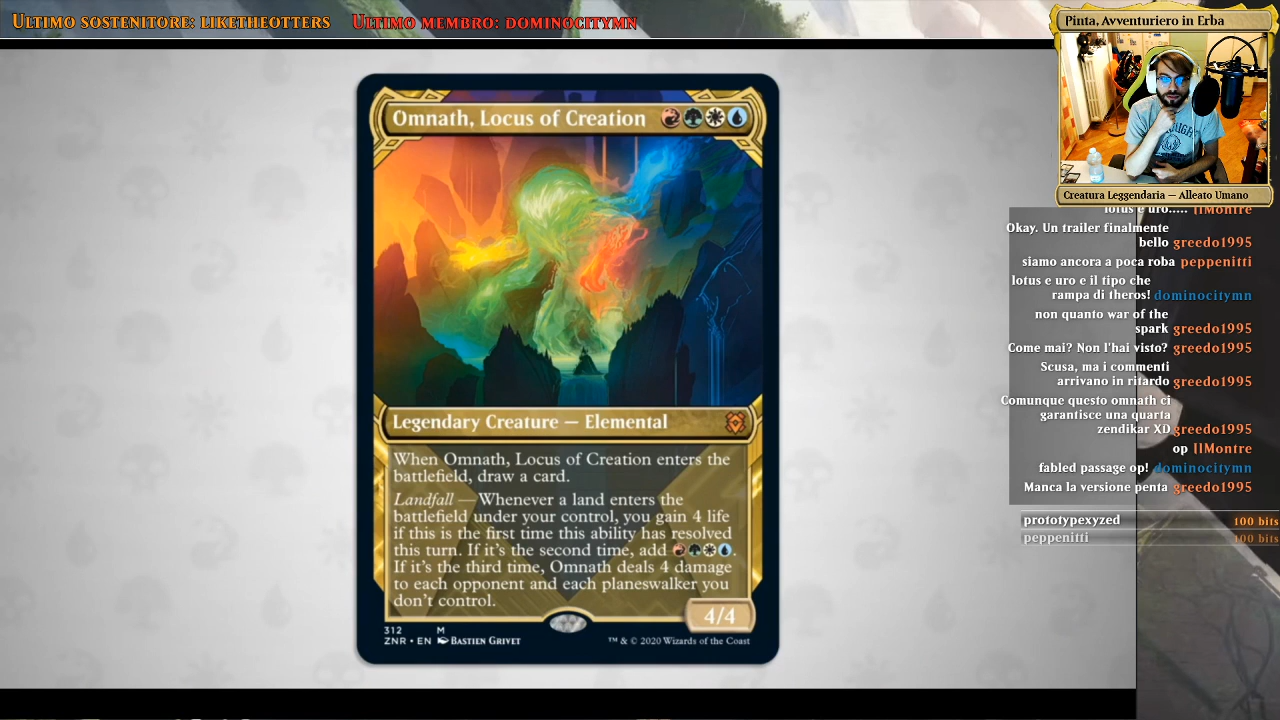 Ultimo sostenitore: liketheotters Ultimo membro: dominocitymn
Pinta, Avventuriero in Erba
Creatura Leggendaria — Alleato Umano
Omnath, Locus of Creation
Legendary Creature — Elemental
When Omnath, Locus of Creation enters the
battlefield, draw a card.
Landfall — Whenever a land enters the
battlefield under your control, you gain 4 life
if this is the first time this ability has resolved
this turn. If it's the second time, add .
If it's the third time, Omnath deals 4 damage
to each opponent and each planeswalker you
don't control.
4/4
312 M
ZNR • EN Bastien Grivet
™ & © 2020 Wizards of the Coast
lotus e uro..... IlMontre
Okay. Un trailer finalmente
bello greedo1995
siamo ancora a poca roba peppenitti
lotus e uro e il tipo che
rampa di theros! dominocitymn
non quanto war of the
spark greedo1995
Come mai? Non l'hai visto? greedo1995
Scusa, ma i commenti
arrivano in ritardo greedo1995
Comunque questo omnath ci
garantisce una quarta
zendikar XD greedo1995
op IlMontre
fabled passage op! dominocitymn
Manca la versione penta greedo1995
prototypexyzed 100 bits
peppenitti 100 bits